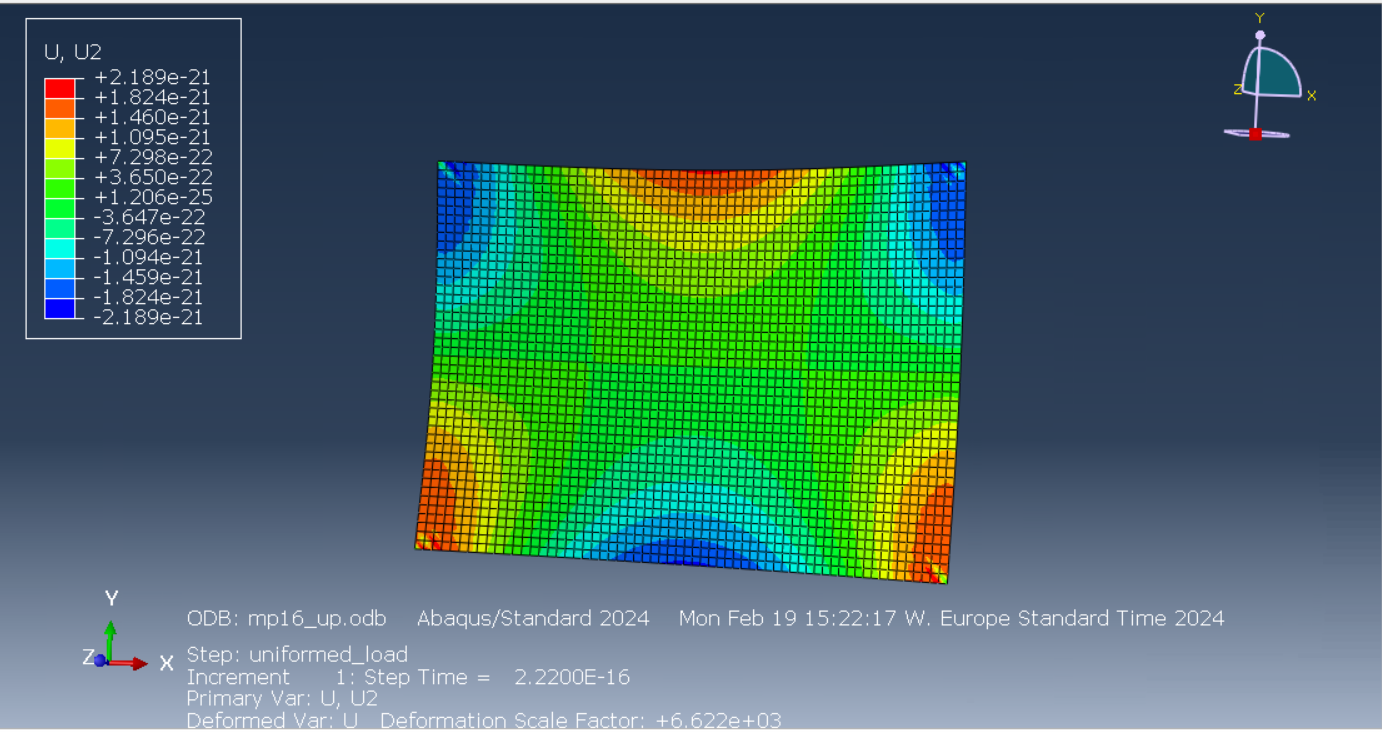 U, U2
+2.189e-21
+1.824e-21
+1.460e-21
+1.095e-21
+7.298e-22
+3.650e-22
+1.206e-25
-3.647e-22
-7.296e-22
-1.094e-21
-1.459e-21
-1.824e-21
-2.189e-21
Y
Z
X
Y
Z
X
ODB: mp16_up.odb Abaqus/Standard 2024 Mon Feb 19 15:22:17 W. Europe Standard Time 2024
Step: uniformed_load
Increment 1: Step Time = 2.2200E-16
Primary Var: U, U2
Deformed Var: U Deformation Scale Factor: +6.622e+03